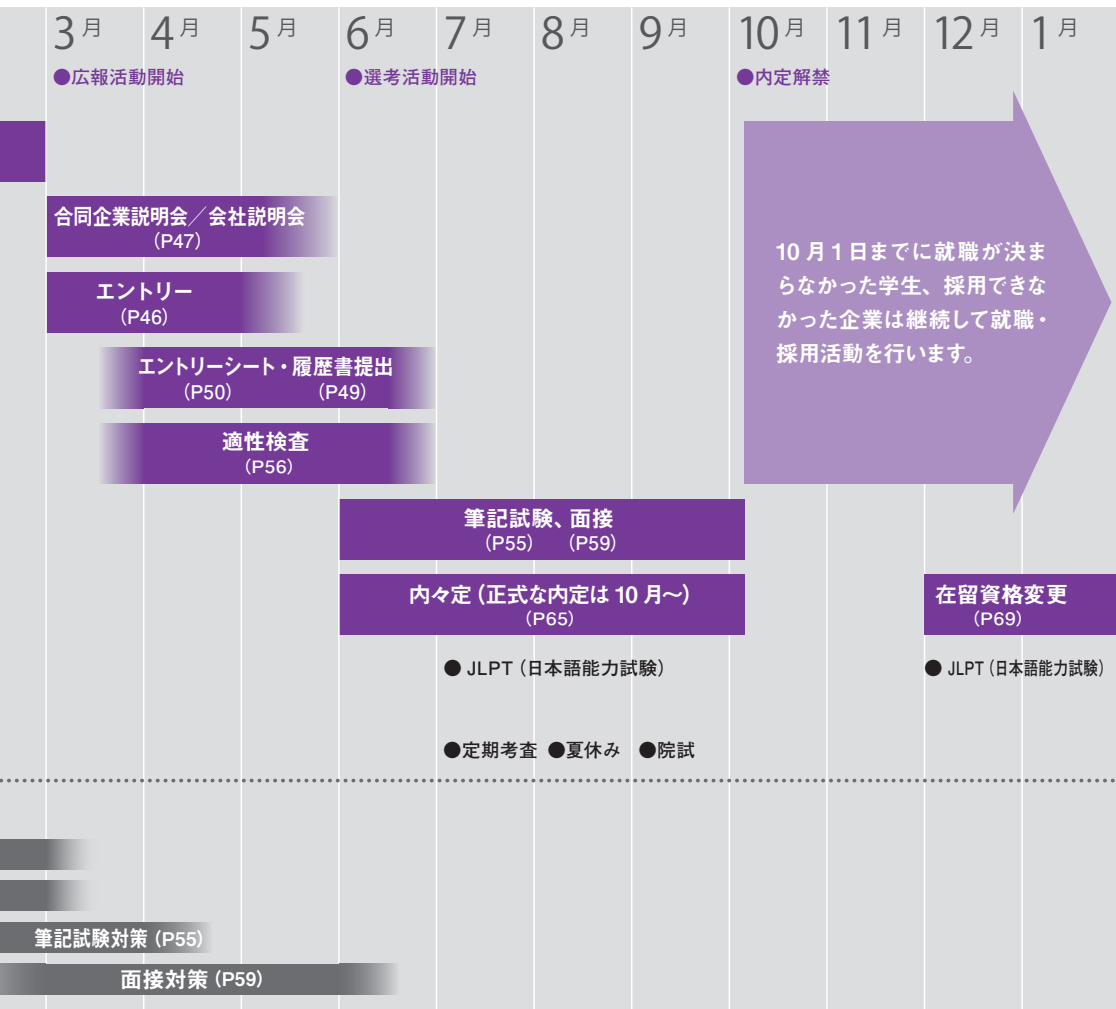 3月 4月 5月 6月 7月 8月 9月 10月 11月 12月 1月
●広報活動開始 ●選考活動開始 ●内定解禁
合同企業説明会／会社説明会
（P47）
エントリー
（P46）
エントリーシート・履歴書提出
（P50） （P49）
適性検査
（P56）
10月1日までに就職が決ま
らなかった学生、採用できな
かった企業は継続して就職・
採用活動を行います。
筆記試験、面接
（P55） （P59）
内々定（正式な内定は10月〜）
（P65）
在留資格変更
（P69）
●JLPT（日本語能力試験） ●JLPT（日本語能力試験）
●定期考査 ●夏休み ●院試
筆記試験対策（P55）
面接対策（P59）